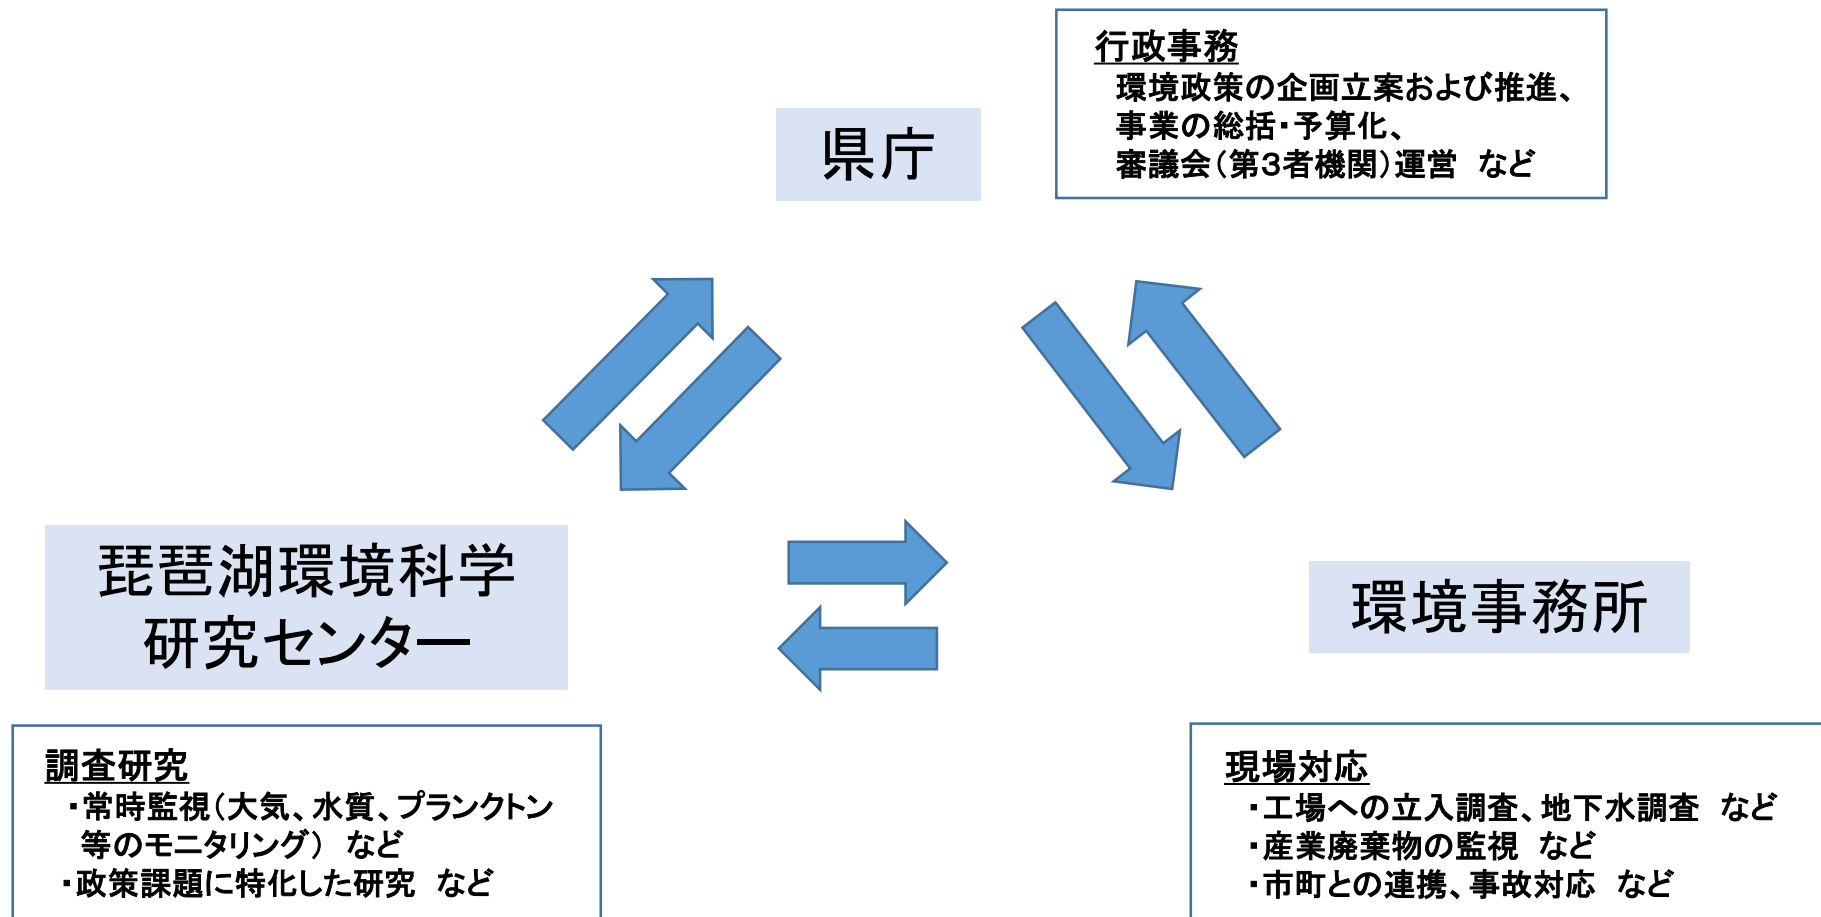 行政事務
環境政策の企画立案および推進、
事業の総括・予算化、
審議会（第3者機関）運営　など
県庁
琵琶湖環境科学
研究センター
環境事務所
調査研究
・常時監視（大気、水質、プランクトン
等のモニタリング）　など
・政策課題に特化した研究　など
現場対応
・工場への立入調査、地下水調査　など
・産業廃棄物の監視　など
・市町との連携、事故対応　など